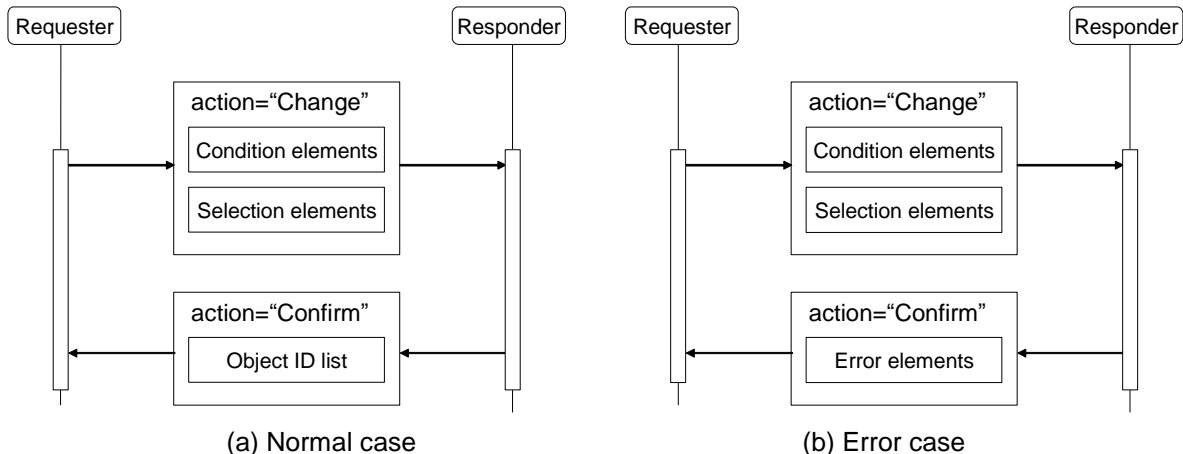 Requester
Responder
action=“Change”
Condition elements
Selection elements
action=“Confirm”
Object ID list
(a) Normal case
Requester
Responder
action=“Change”
Condition elements
Selection elements
action=“Confirm”
Error elements
(b) Error case